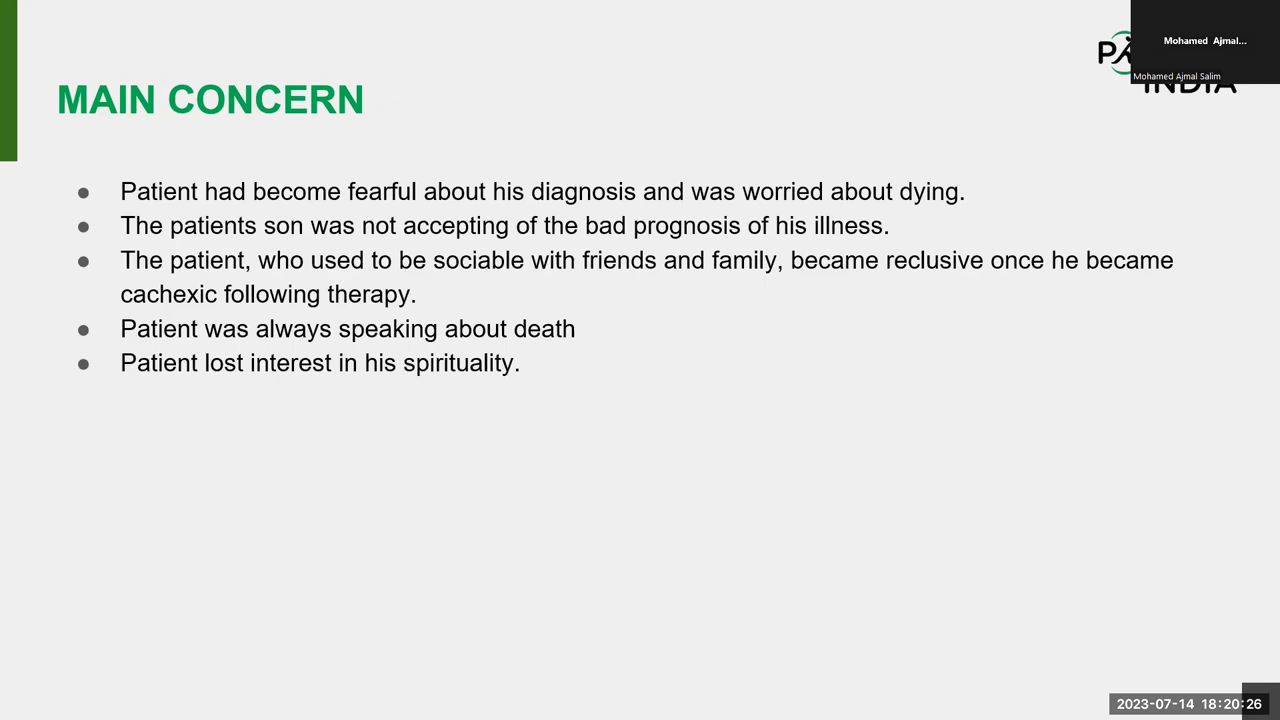 Mohamed Ajmal...
Mohamed Ajmal Salim
INDIA
MAIN CONCERN
● Patient had become fearful about his diagnosis and was worried about dying.
● The patients son was not accepting of the bad prognosis of his illness.
● The patient, who used to be sociable with friends and family, became reclusive once he became
cachexic following therapy.
● Patient was always speaking about death
● Patient lost interest in his spirituality.
2023-07-14 18:20:26